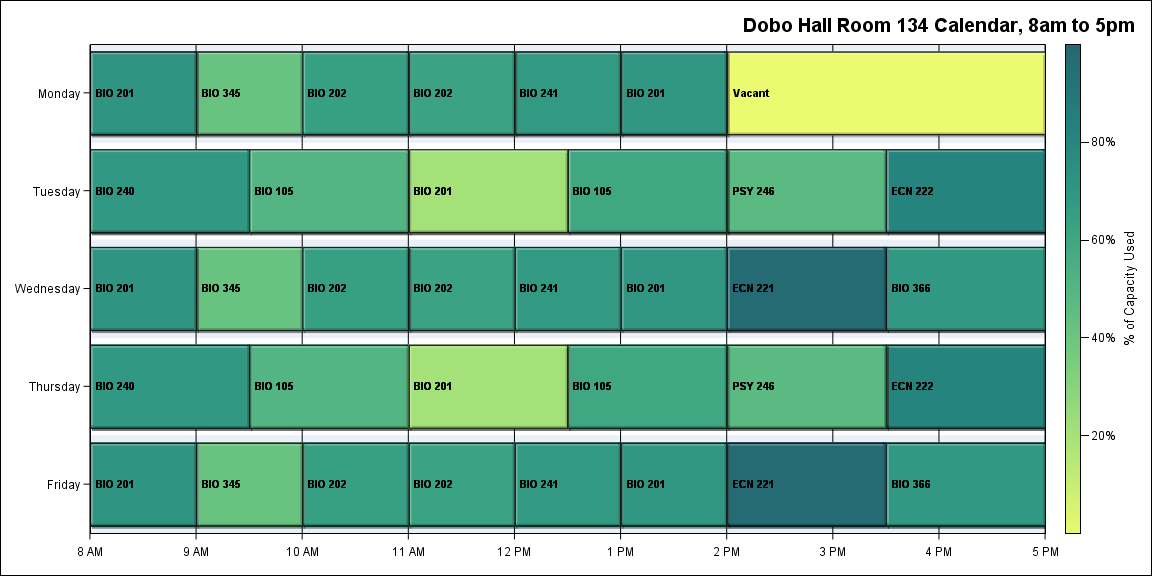 Dobo Hall Room 134 Calendar, 8am to 5pm
Monday
BIO 201
BIO 345
BIO 202
BIO 202
BIO 241
BIO 201
Vacant
Tuesday
BIO 240
BIO 105
BIO 201
BIO 105
PSY 246
ECN 222
Wednesday
BIO 201
BIO 345
BIO 202
BIO 202
BIO 241
BIO 201
ECN 221
BIO 366
Thursday
BIO 240
BIO 105
BIO 201
BIO 105
PSY 246
ECN 222
Friday
BIO 201
BIO 345
BIO 202
BIO 202
BIO 241
BIO 201
ECN 221
BIO 366
8 AM
9 AM
10 AM
11 AM
12 PM
1 PM
2 PM
3 PM
4 PM
5 PM
80%
60%
40%
20%
% of Capacity Used